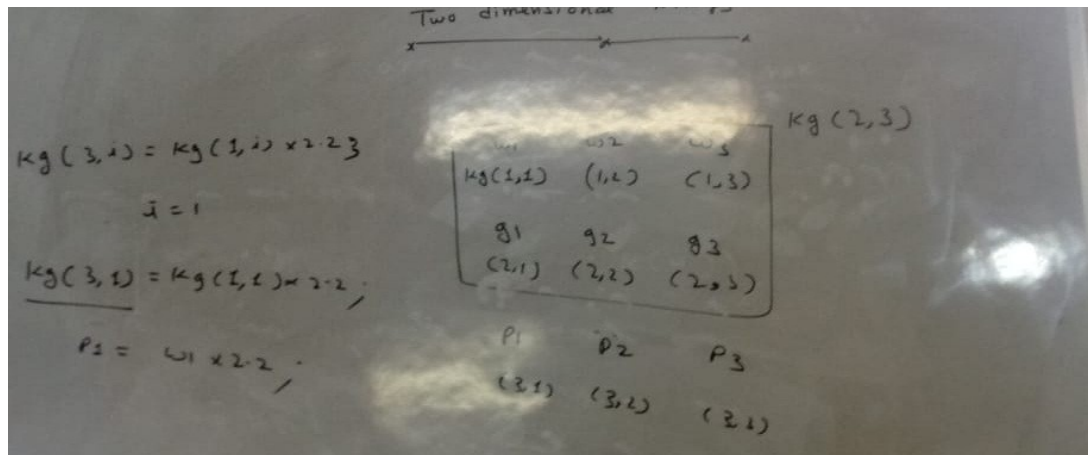 Two dimensional
kg(2,3)
kg(3,i) = kg(1,i) x 2.2;
i = 1
kg(3,1) = kg(1,1) x 2.2;
P1 = w1 x 2.2;
w1 w2 w3
kg(1,1) (1,2) (1,3)
g1 g2 g3
(2,1) (2,2) (2,3)
P1 P2 P3
(3,1) (3,2) (3,3)